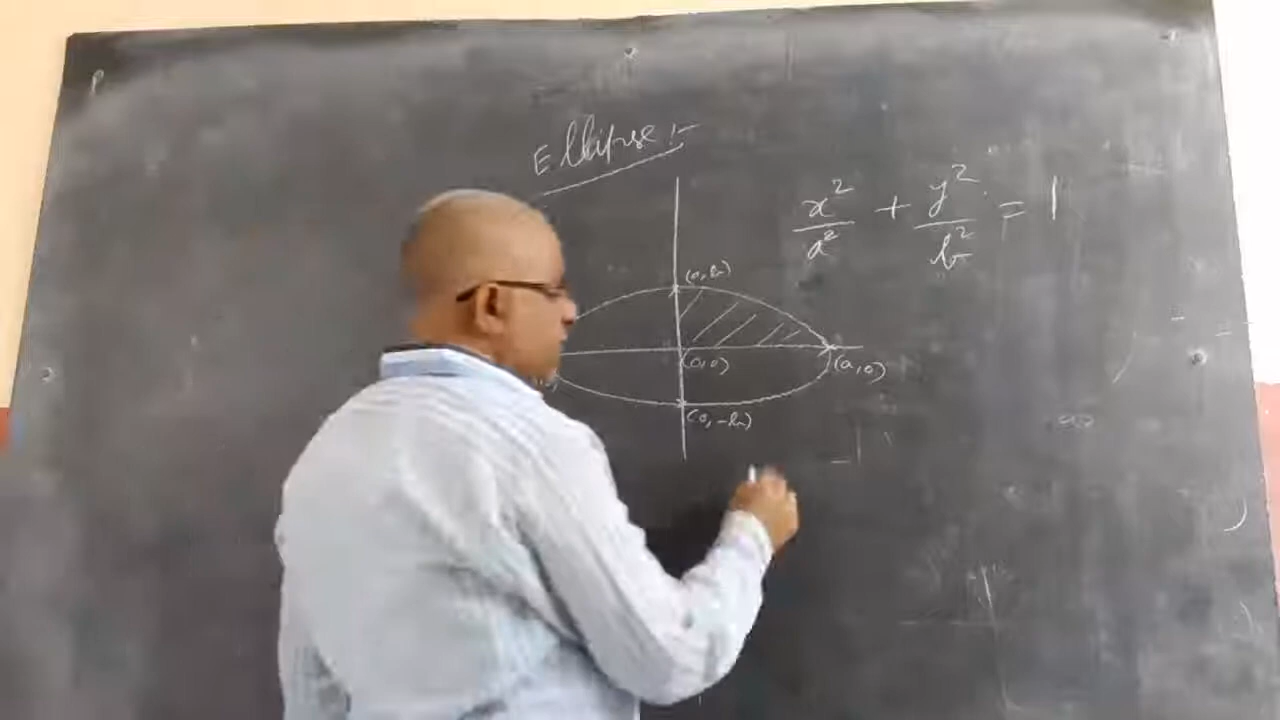 Ellipse :-
x²/a² + y²/b² = 1
(0,b)
(0,0)
(a,0)
(0,-b)